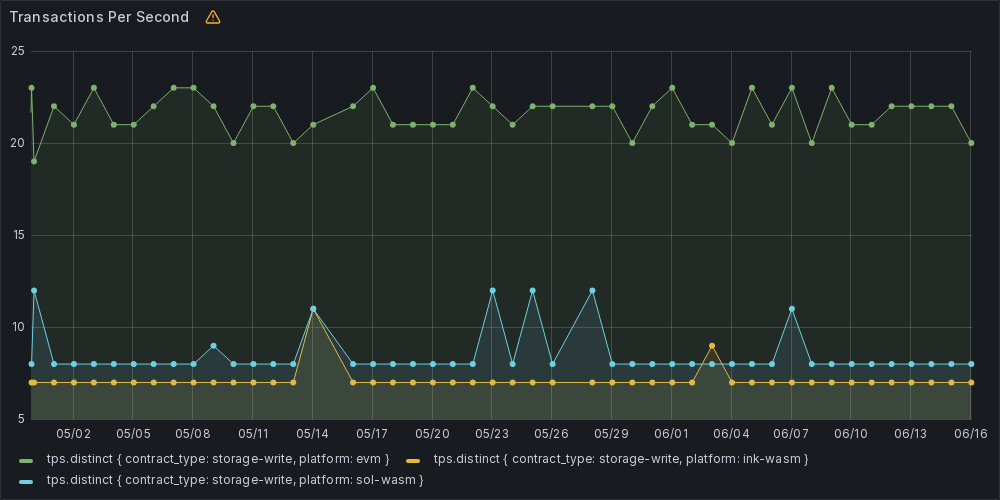 Transactions Per Second
25
20
15
10
5
05/02 05/05 05/08 05/11 05/14 05/17 05/20 05/23 05/26 05/29 06/01 06/04 06/07 06/10 06/13 06/16
tps.distinct { contract_type: storage-write, platform: evm } tps.distinct { contract_type: storage-write, platform: ink-wasm }
tps.distinct { contract_type: storage-write, platform: sol-wasm }